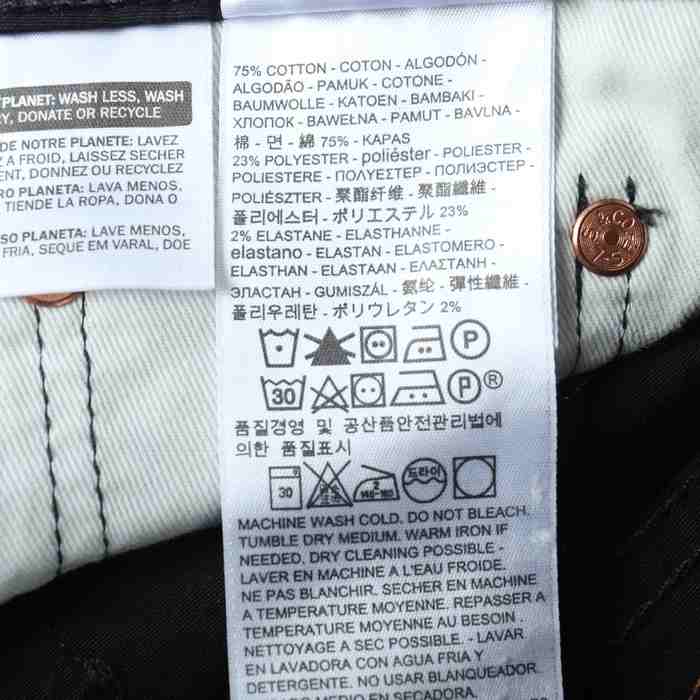 PLANET: WASH LESS, WASH
RY, DONATE OR RECYCLE
DE NOTRE PLANETE: LAVEZ
Z A FROID, LAISSEZ SECHER
ENT, DONNEZ OU RECYCLEZ
RO PLANETA: LAVA MENOS,
TIENDE LA ROPA, DONA O
SO PLANETA: LAVE MENOS,
FRIA, SEQUE EM VARAL, DOE
75% COTTON - COTON - ALGODÓN -
ALGODÃO - PAMUK - COTONE -
BAUMWOLLE - KATOEN - BAMBAKI -
ХЛОПОК - BAWEŁNA - PAMUT - BAVLNA -
棉 - 면 - 綿 75% - KAPAS
23% POLYESTER - poliéster - POLIESTER -
POLIESTERE - ΠΟΛΥΕΣΤΕΡ - ПОЛИЭСТЕР -
POLIÉSZTER - 聚酯纤维 - 聚酯纖維 -
폴리에스터 - ポリエステル 23%
2% ELASTANE - ELASTHANNE -
elastano - ELASTAN - ELASTOMERO -
ELASTHAN - ELASTAAN - ΕΛΑΣΤΑΝΗ -
ЭЛАСТАН - GUMISZÁL - 氨纶 - 彈性纖維 -
폴리우레탄 - ポリウレタン 2%
P
30 P ®
품질경영 및 공산품안전관리법에
의한 품질표시
30 2 140-160 드라이
MACHINE WASH COLD. DO NOT BLEACH.
TUMBLE DRY MEDIUM. WARM IRON IF
NEEDED. DRY CLEANING POSSIBLE -
LAVER EN MACHINE A L'EAU FROIDE.
NE PAS BLANCHIR. SECHER EN MACHINE
A TEMPERATURE MOYENNE. REPASSER A
TEMPERATURE MOYENNE AU BESOIN .
NETTOYAGE A SEC POSSIBLE - LAVAR
EN LAVADORA CON AGUA FRIA Y
DETERGENTE. NO USAR BLANQUEADOR
S & CO